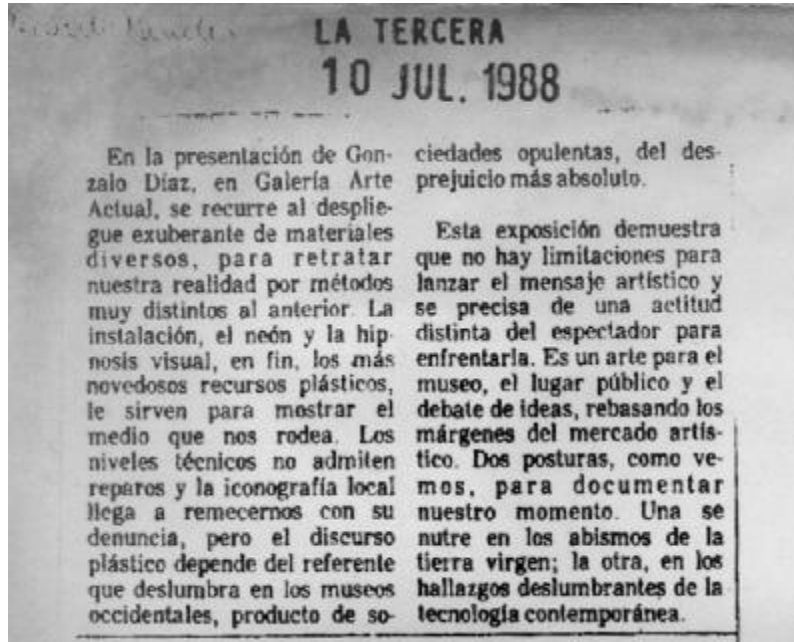 LA TERCERA
10 JUL. 1988
En la presentación de Gon-
zalo Díaz, en Galería Arte
Actual, se recurre al desplie-
gue exuberante de materiales
diversos, para retratar
nuestra realidad por métodos
muy distintos al anterior. La
instalación, el neón y la hip-
nosis visual, en fin, los más
novedosos recursos plásticos,
le sirven para mostrar el
medio que nos rodea. Los
niveles técnicos no admiten
reparos y la iconografía local
llega a remecernos con su
denuncia, pero el discurso
plástico depende del referente
que deslumbra en los museos
occidentales, producto de so-
ciedades opulentas, del des-
prejuicio más absoluto.
Esta exposición demuestra
que no hay limitaciones para
lanzar el mensaje artístico y
se precisa de una actitud
distinta del espectador para
enfrentarla. Es un arte para el
museo, el lugar público y el
debate de ideas, rebasando los
márgenes del mercado artís-
tico. Dos posturas, como ve-
mos, para documentar
nuestro momento. Una se
nutre en los abismos de la
tierra virgen; la otra, en los
hallazgos deslumbrantes de la
tecnología contemporánea.